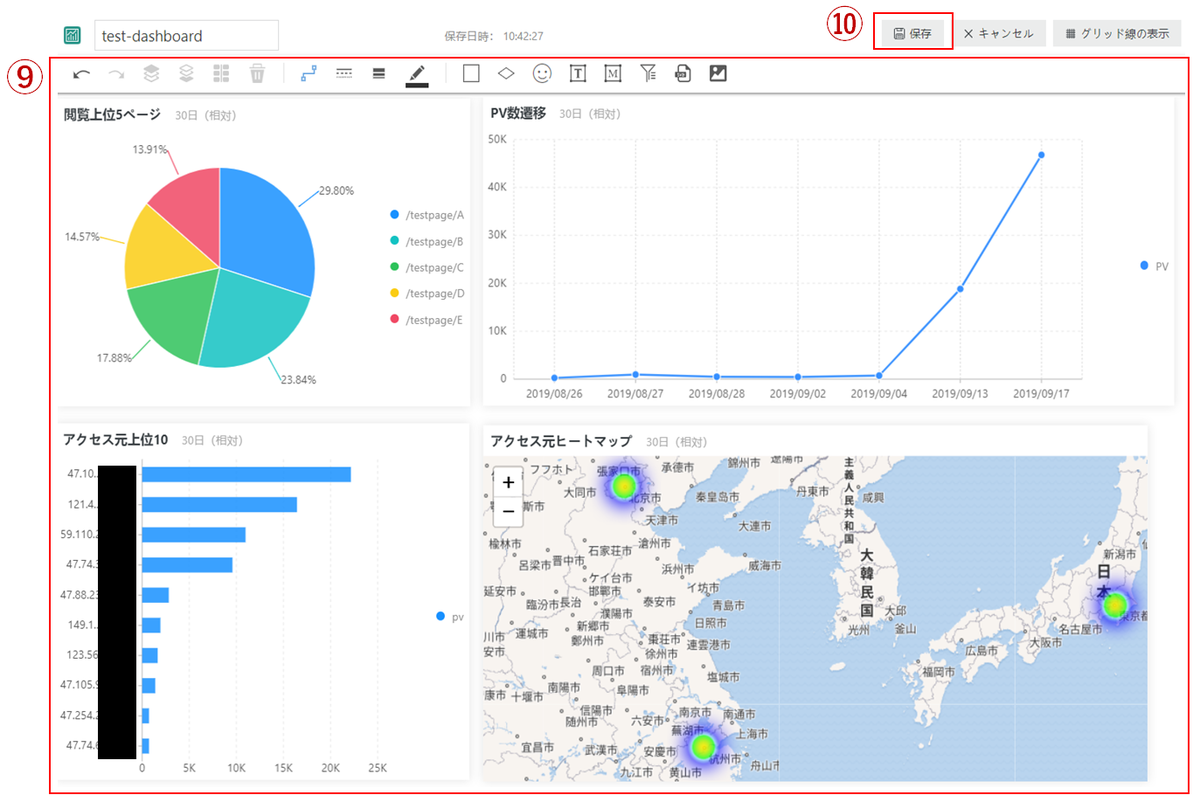 ⑩
test-dashboard
保存日時： 10:42:27
保存
キャンセル
グリッド線の表示
⑨
閲覧上位5ページ 30日（相対）
13.91%
29.80%
14.57%
17.88%
23.84%
/testpage/A
/testpage/B
/testpage/C
/testpage/D
/testpage/E
PV数遷移 30日（相対）
50K
40K
30K
20K
10K
0
2019/08/26 2019/08/27 2019/08/28 2019/09/02 2019/09/04 2019/09/13 2019/09/17
PV
アクセス元上位10 30日（相対）
47.10.
121.4.
59.110.2
47.74.3
47.88.23
149.1.
123.56
47.105.9
47.254.2
47.74.6
0 5K 10K 15K 20K 25K
pv
アクセス元ヒートマップ 30日（相対）
+
−
フフホト
張家口市
承德市
錦州市
遼陽市
大同市
北京市
秦皇島市
丹東市
咸興
主義人民共和国
天津市
大連市
榆林市
石家荘市
滄州市
呂梁市
晋中市
浜州市
威海市
大韓民国
新潟市
日本
延安市
ケイ台市
邯鄲市
イ坊市
臨汾市
長治
泰安市
青島市
濮陽市
日照市
大邱
東京都
運城市
新郷市
鄭州市
棗荘市
連雲港市
光州
釜山
名古屋市
徐州市
大阪市
広島市
周口市
宿州市
塩城市
福岡市
十堰市
南陽市
阜陽市
信陽市
随州市
六安市
南京市
南通市
蕪湖市
上海市
宜昌市
武漢市
安慶市
杭州市
九江市
黄山市
舟山市